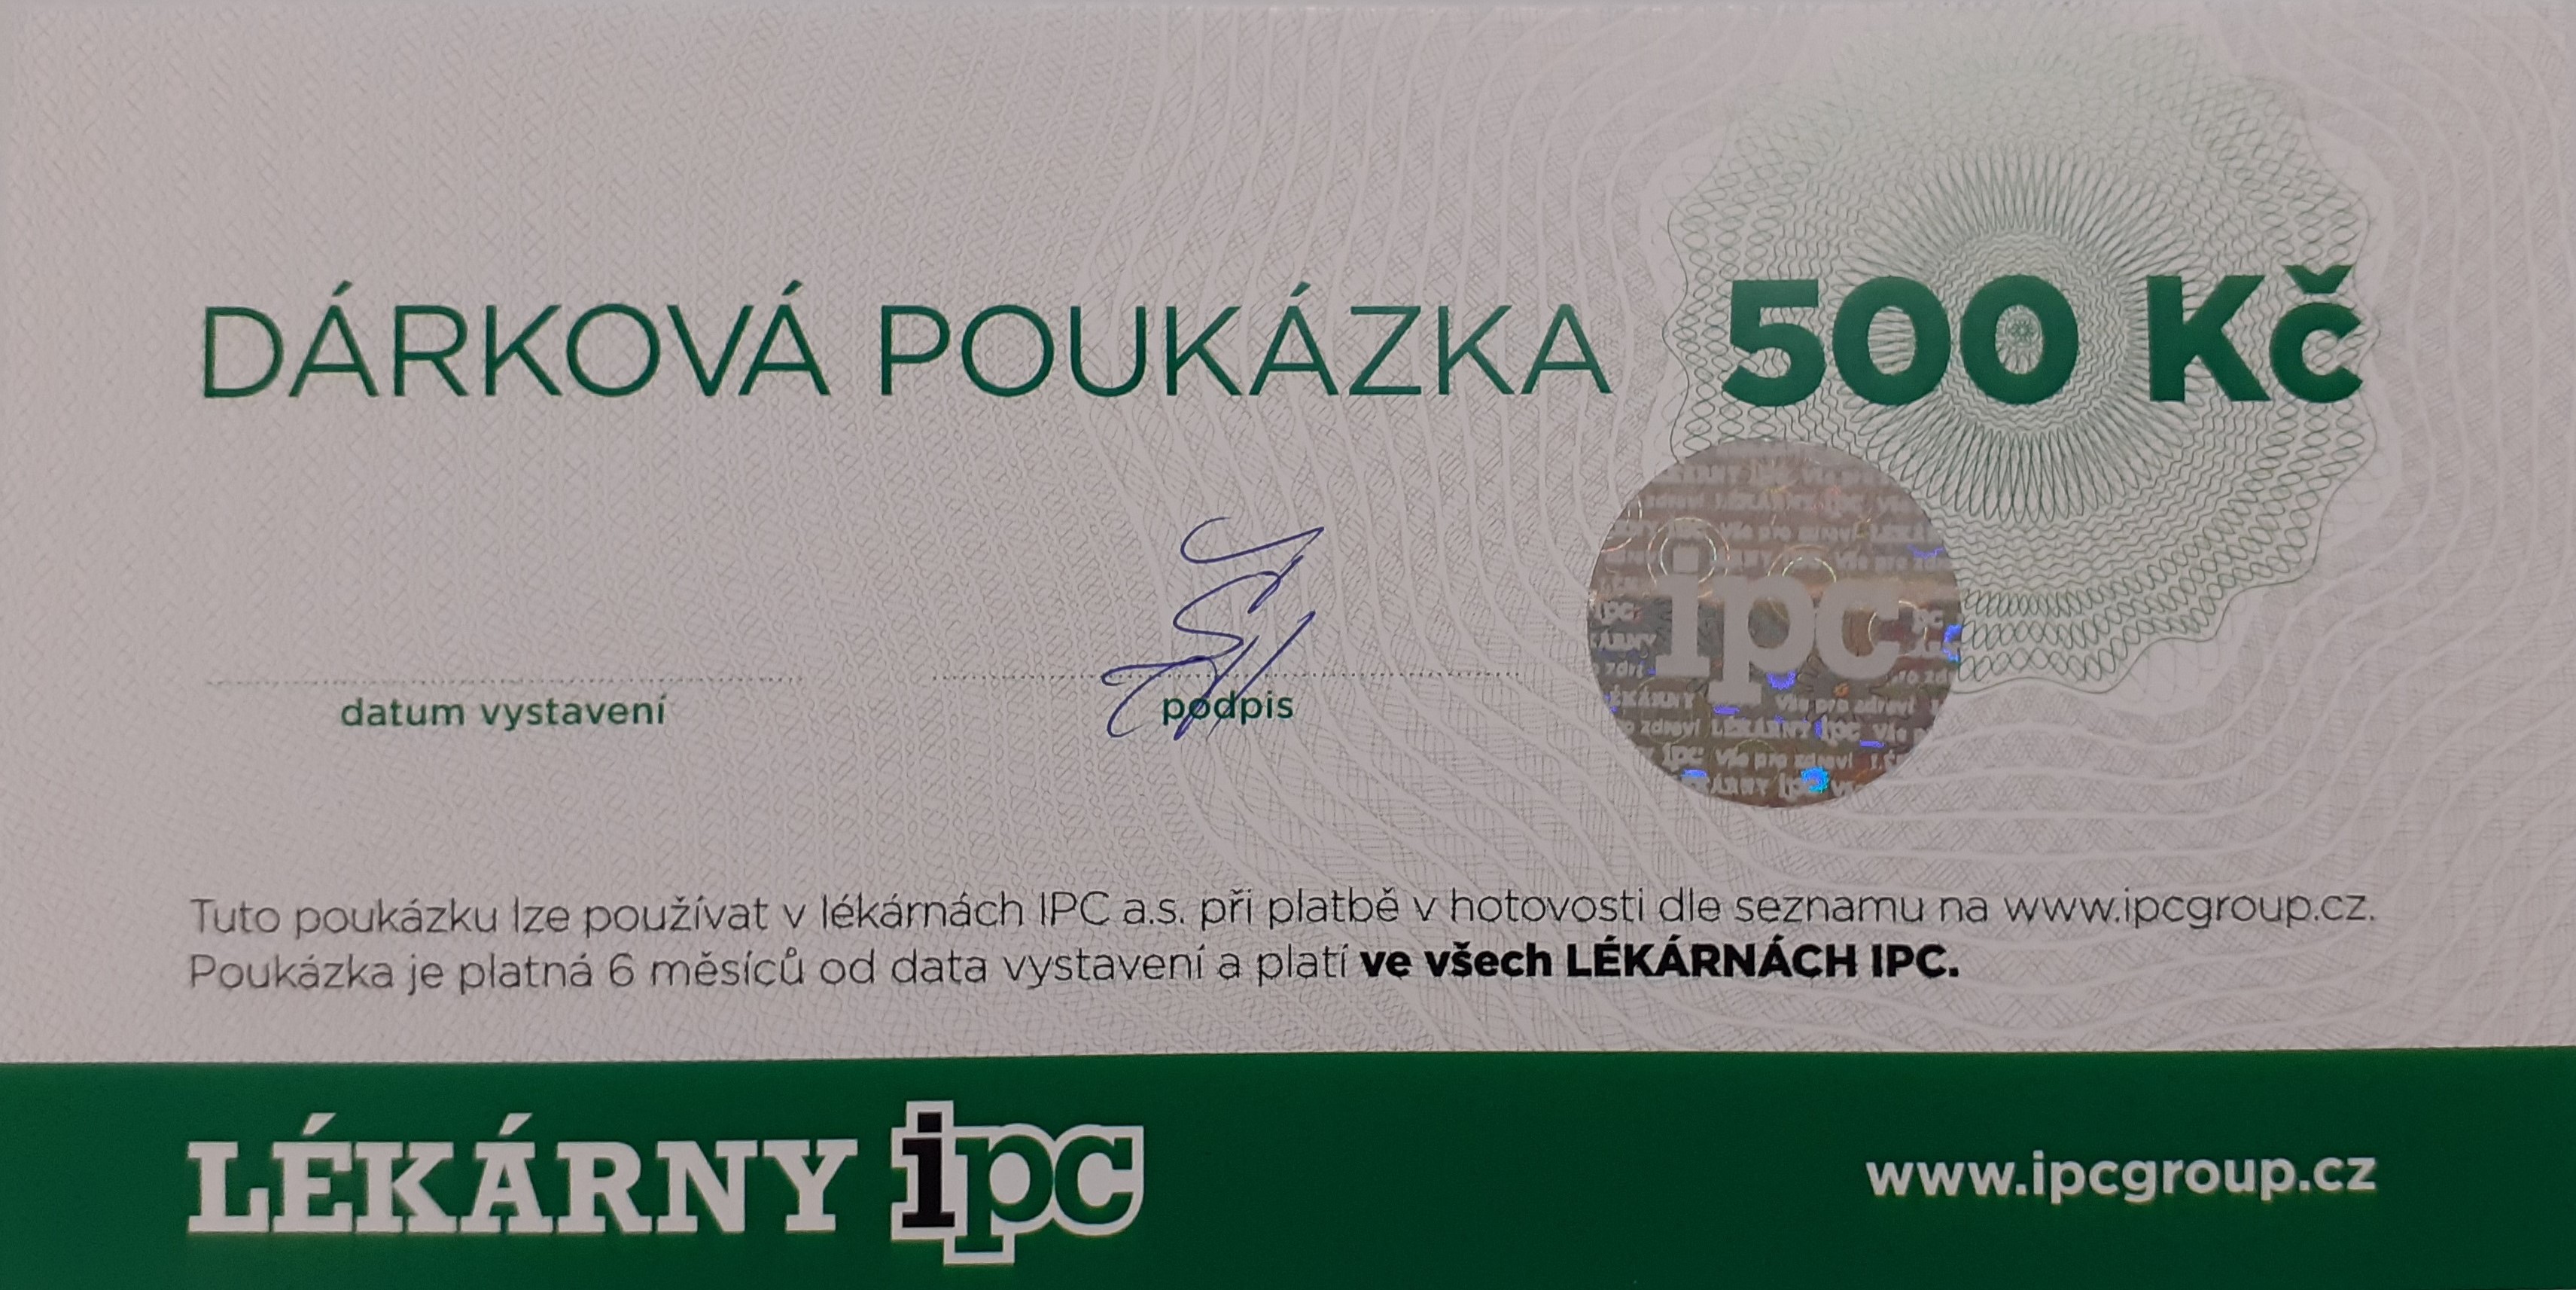 DÁRKOVÁ POUKÁZKA 500 Kč
ipc
datum vystavení
podpis
Tuto poukázku lze používat v lékárnách IPC a.s. při platbě v hotovosti dle seznamu na www.ipcgroup.cz.
Poukázka je platná 6 měsíců od data vystavení a platí ve všech LÉKÁRNÁCH IPC.
LÉKÁRNY ipc
www.ipcgroup.cz